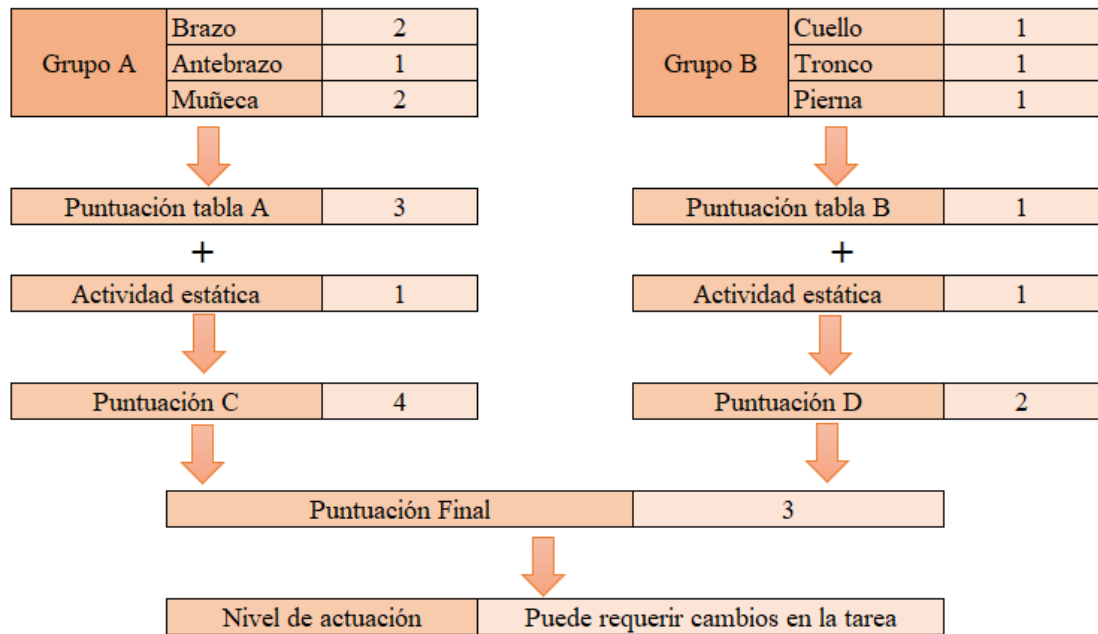 Grupo A
Brazo 2
Antebrazo 1
Muñeca 2
Grupo B
Cuello 1
Tronco 1
Pierna 1
Puntuación tabla A 3
Puntuación tabla B 1
+
+
Actividad estática 1
Actividad estática 1
Puntuación C 4
Puntuación D 2
Puntuación Final 3
Nivel de actuación Puede requerir cambios en la tarea